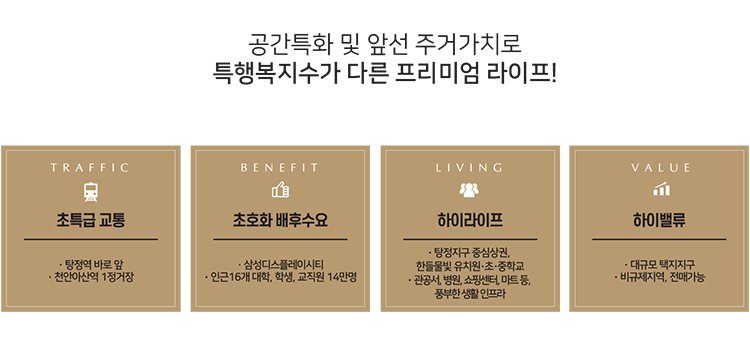 공간특화 및 앞선 주거가치로
특행복지수가 다른 프리미엄 라이프!
TRAFFIC
초특급 교통
· 탕정역 바로 앞
· 천안아산역 1정거장
BENEFIT
초호화 배후수요
· 삼성디스플레이시티
· 인근16개 대학, 학생, 교직원 14만명
LIVING
하이라이프
· 탕정지구 중심상권,
한들물빛 유치원·초·중학교
· 관공서, 병원, 쇼핑센터, 마트 등,
풍부한 생활 인프라
VALUE
하이밸류
· 대규모 택지지구
· 비규제지역, 전매가능